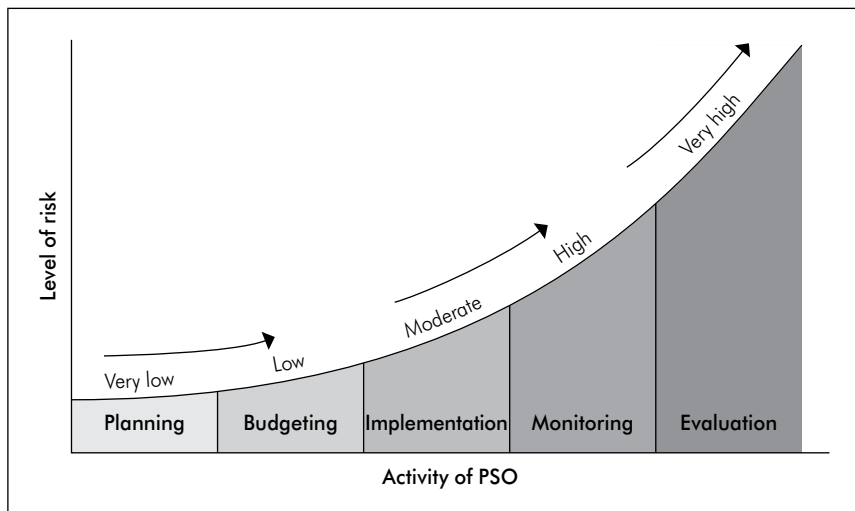 Level of risk
Very low
Low
Moderate
High
Very high
Planning
Budgeting
Implementation
Monitoring
Evaluation
Activity of PSO